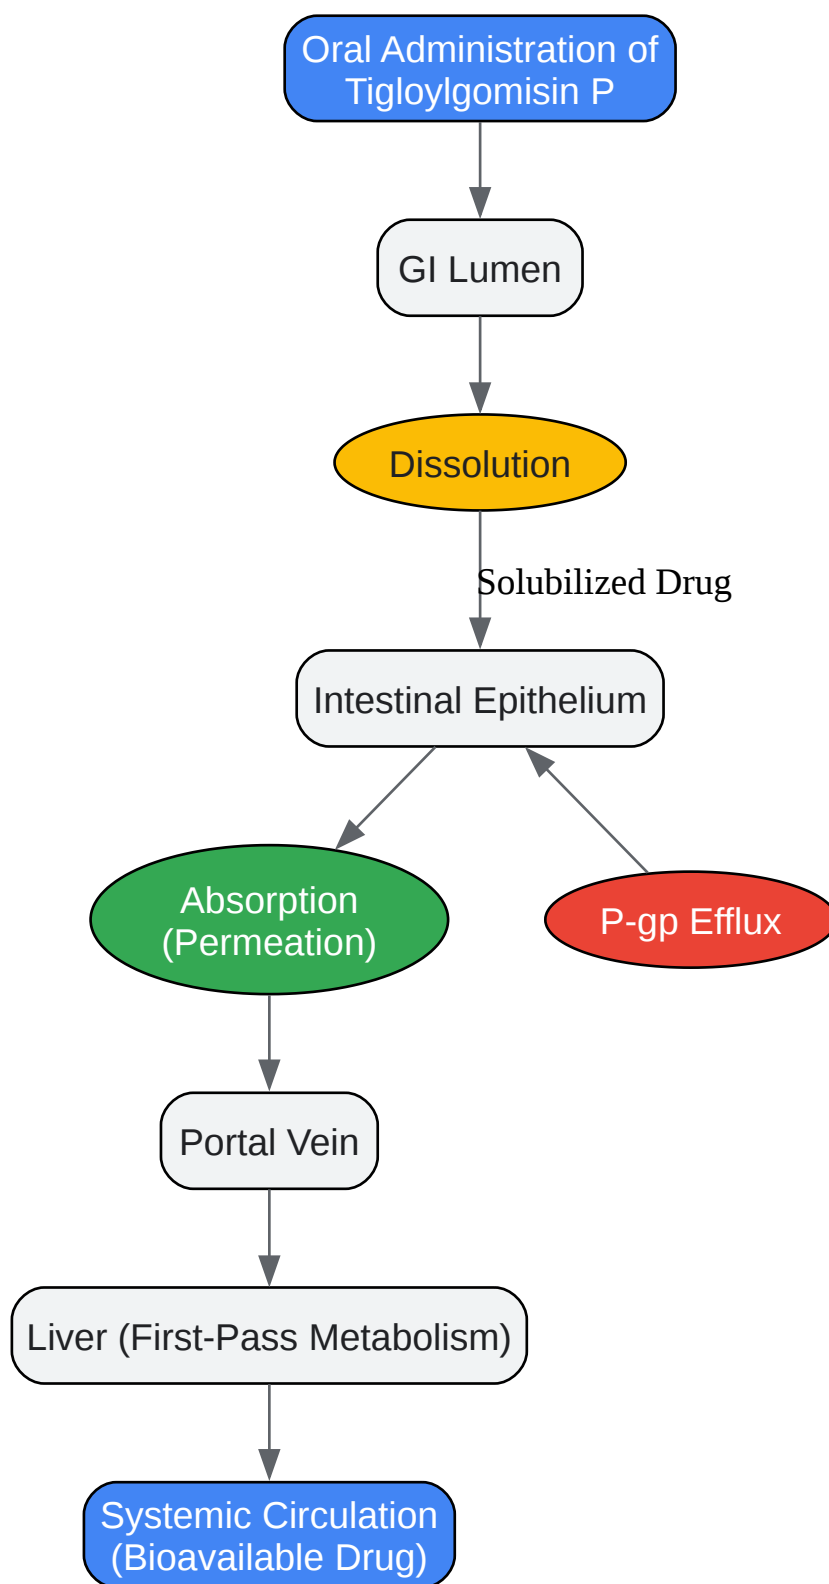 Oral Administration of
Tigloylgomisin P
GI Lumen
Dissolution
Solubilized Drug
Intestinal Epithelium
Absorption
(Permeation)
P-gp Efflux
Portal Vein
Liver (First-Pass Metabolism)
Systemic Circulation
(Bioavailable Drug)